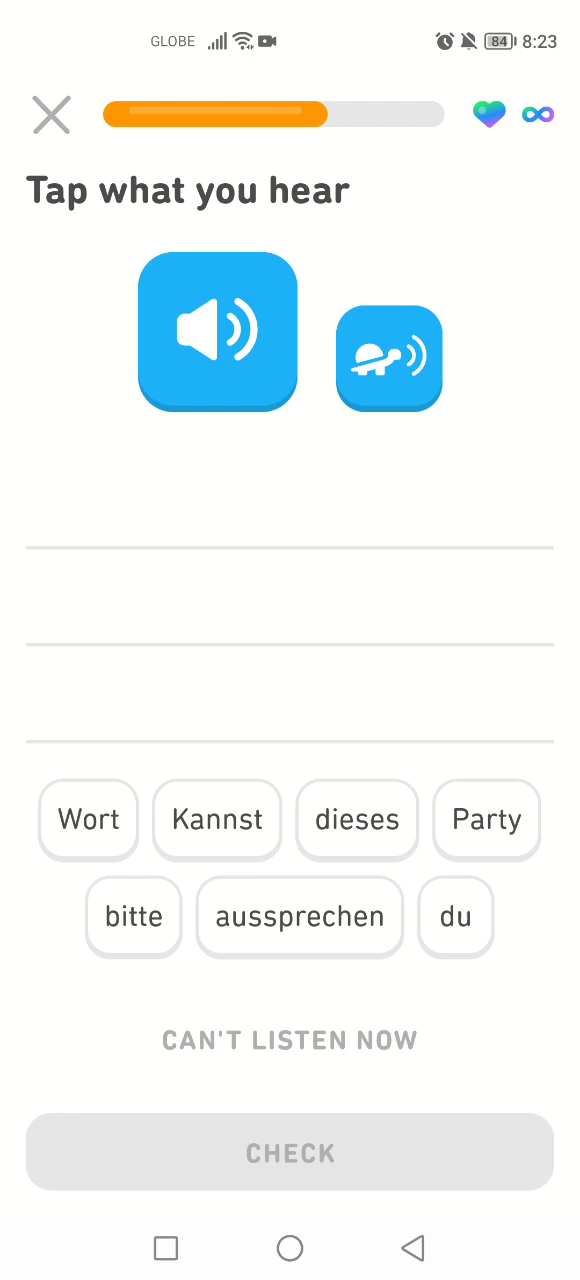 GLOBE 84 8:23
Tap what you hear
Wort Kannst dieses Party
bitte aussprechen du
CAN'T LISTEN NOW
CHECK